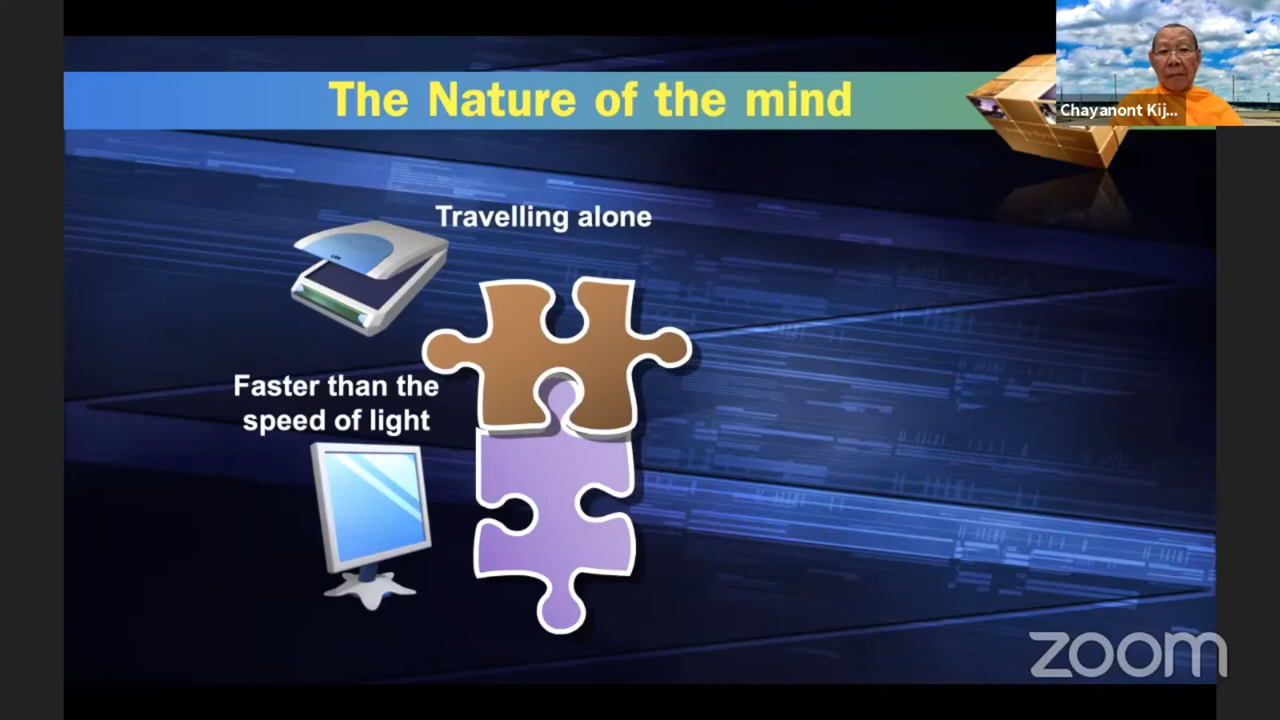 The Nature of the mind
Chayanont Kij...
Travelling alone
Faster than the
speed of light
zoom